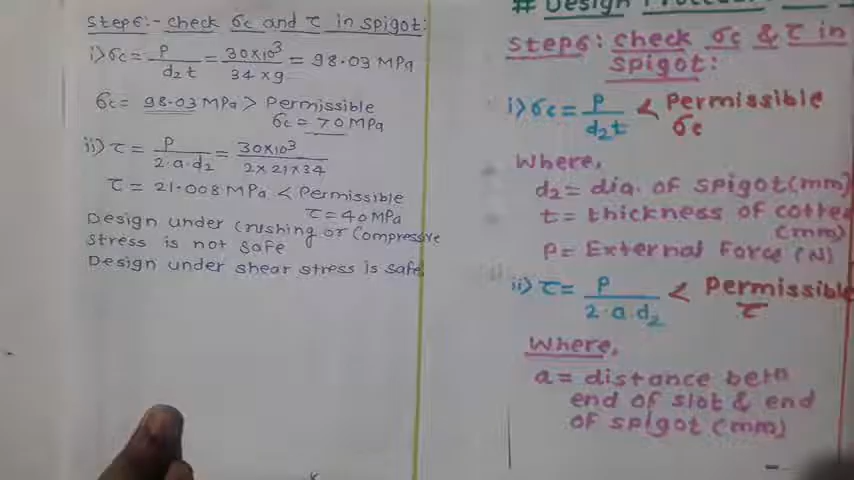 Step6:- check σc and τ in spigot:
i) σc = P / d2 t = 30×10³ / 34×9 = 98.03 MPa
σc = 98.03 MPa > Permissible
σc = 70 MPa
ii) τ = P / 2·a·d2 = 30×10³ / 2×21×34
τ = 21.008 MPa < Permissible
τ = 40 MPa
Design under crushing or compressive
stress is not safe
Design under shear stress is safe
# Design
Step6: check σc & τ in
spigot:
i) σc = P / d2t < Permissible
σc
Where,
d2 = dia. of spigot (mm)
t = thickness of cotter
(mm)
P = External Force (N)
ii) τ = P / 2·a·d2 < Permissible
τ
Where,
a = distance betn
end of slot & end
of spigot (mm)